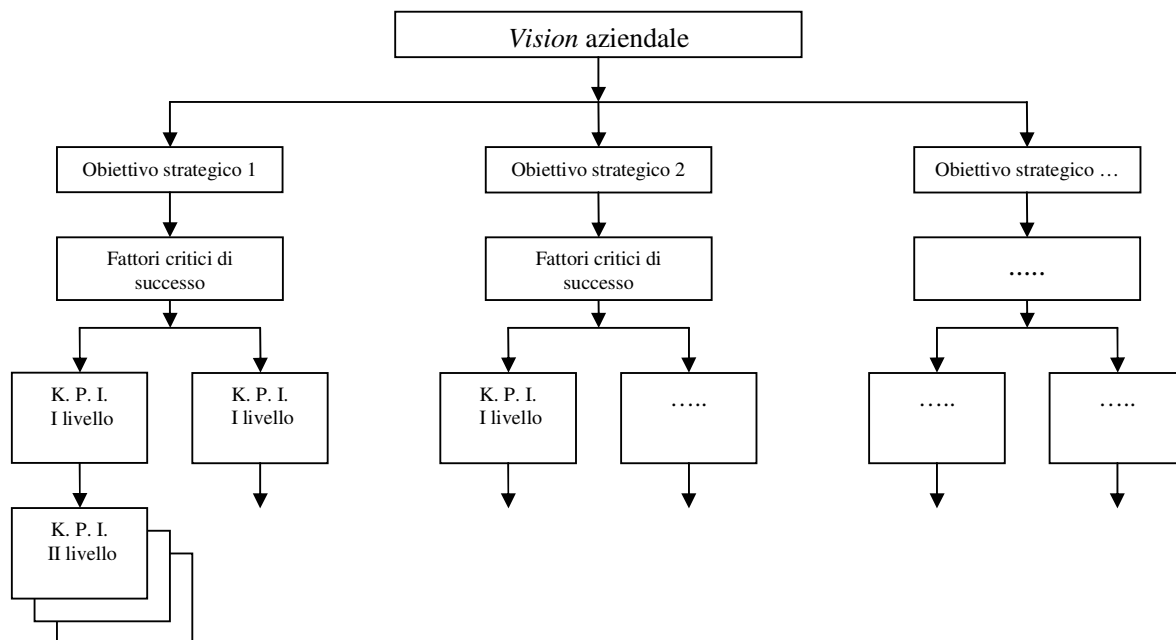 Vision aziendale
Obiettivo strategico 1
Obiettivo strategico 2
Obiettivo strategico …
Fattori critici di
successo
Fattori critici di
successo
…..
K. P. I.
I livello
K. P. I.
I livello
K. P. I.
I livello
…..
…..
…..
K. P. I.
II livello